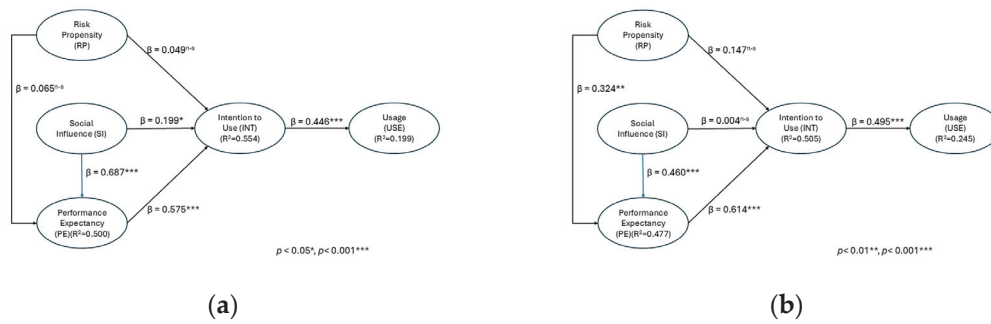 Risk
Propensity
(RP)
β = 0.049ⁿ⁻ˢ
β = 0.065ⁿ⁻ˢ
Social
Influence (SI)
β = 0.199*
Intention to
Use (INT)
(R²=0.554)
β = 0.446***
Usage
(USE)
(R²=0.199)
β = 0.687***
β = 0.575***
Performance
Expectancy
(PE)(R²=0.500)
p < 0.05*, p< 0.001***
(a)
Risk
Propensity
(RP)
β = 0.147ⁿ⁻ˢ
β = 0.324**
Social
Influence (SI)
β = 0.004ⁿ⁻ˢ
Intention to
Use (INT)
(R²=0.505)
β = 0.495***
Usage
(USE)
(R²=0.245)
β = 0.460***
β = 0.614***
Performance
Expectancy
(PE)(R²=0.477)
p < 0.01**, p< 0.001***
(b)